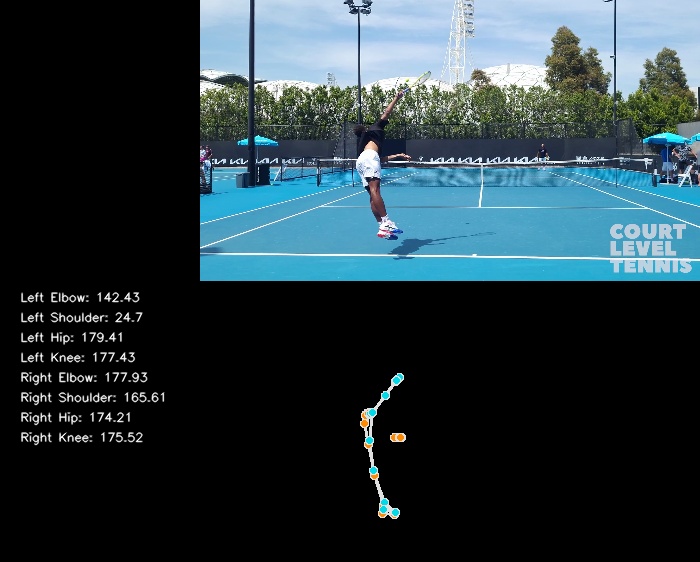 COURT
LEVEL
TENNIS
Left Elbow: 142.43
Left Shoulder: 24.7
Left Hip: 179.41
Left Knee: 177.43
Right Elbow: 177.93
Right Shoulder: 165.61
Right Hip: 174.21
Right Knee: 175.52